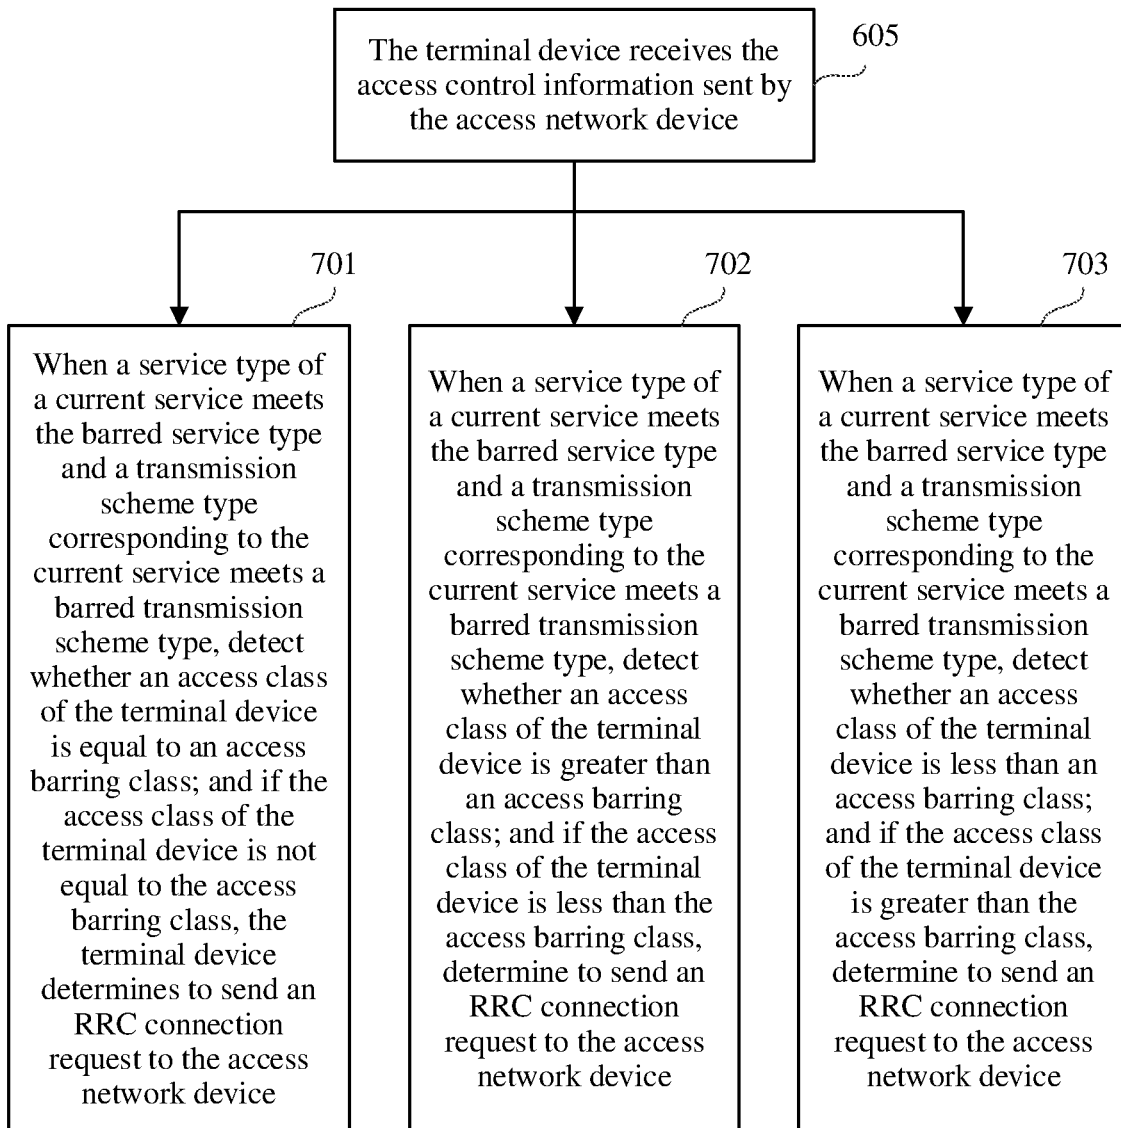 The terminal device receives the
access control information sent by
the access network device
605
701
When a service type of
a current service meets
the barred service type
and a transmission
scheme type
corresponding to the
current service meets a
barred transmission
scheme type, detect
whether an access class
of the terminal device
is equal to an access
barring class; and if the
access class of the
terminal device is not
equal to the access
barring class, the
terminal device
determines to send an
RRC connection
request to the access
network device
702
When a service type of
a current service meets
the barred service type
and a transmission
scheme type
corresponding to the
current service meets a
barred transmission
scheme type, detect
whether an access
class of the terminal
device is greater than
an access barring
class; and if the access
class of the terminal
device is less than the
access barring class,
determine to send an
RRC connection
request to the access
network device
703
When a service type of
a current service meets
the barred service type
and a transmission
scheme type
corresponding to the
current service meets a
barred transmission
scheme type, detect
whether an access
class of the terminal
device is less than an
access barring class;
and if the access class
of the terminal device
is greater than the
access barring class,
determine to send an
RRC connection
request to the access
network device